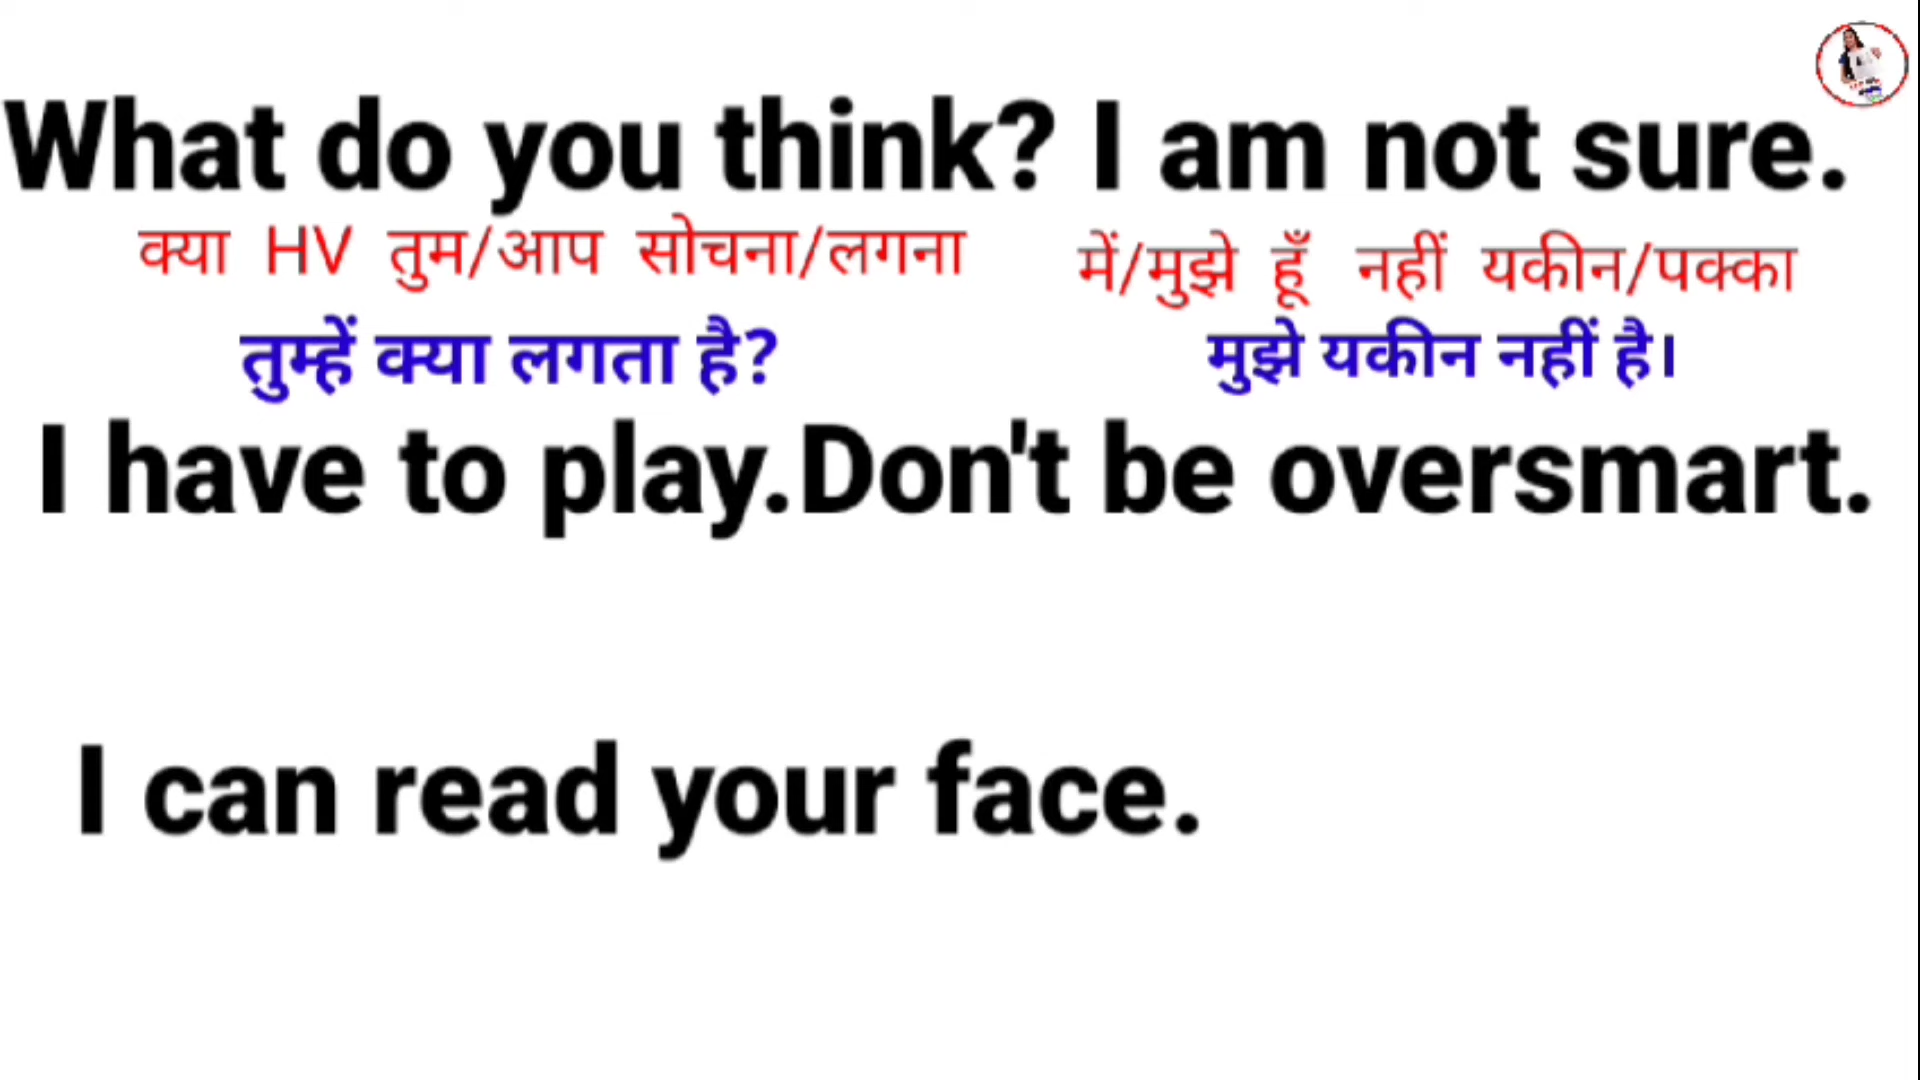 What do you think? I am not sure.
क्या HV तुम/आप सोचना/लगना में/मुझे हूँ नहीं यकीन/पक्का
तुम्हें क्या लगता है? मुझे यकीन नहीं है।
I have to play.Don't be oversmart.
I can read your face.